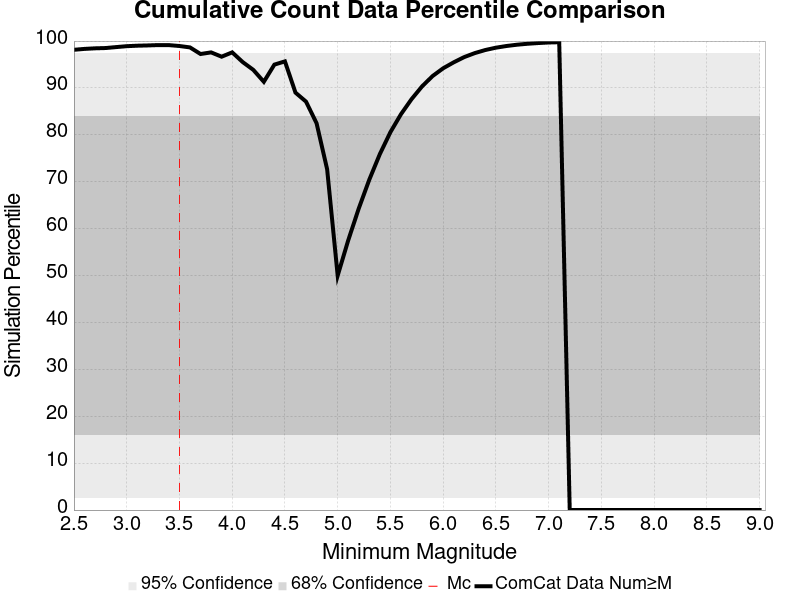 Cumulative Count Data Percentile Comparison
100
90
80
70
60
50
40
30
20
10
0
Simulation Percentile
2.5 3.0 3.5 4.0 4.5 5.0 5.5 6.0 6.5 7.0 7.5 8.0 8.5 9.0
Minimum Magnitude
95% Confidence 68% Confidence Mc ComCat Data Num≥M